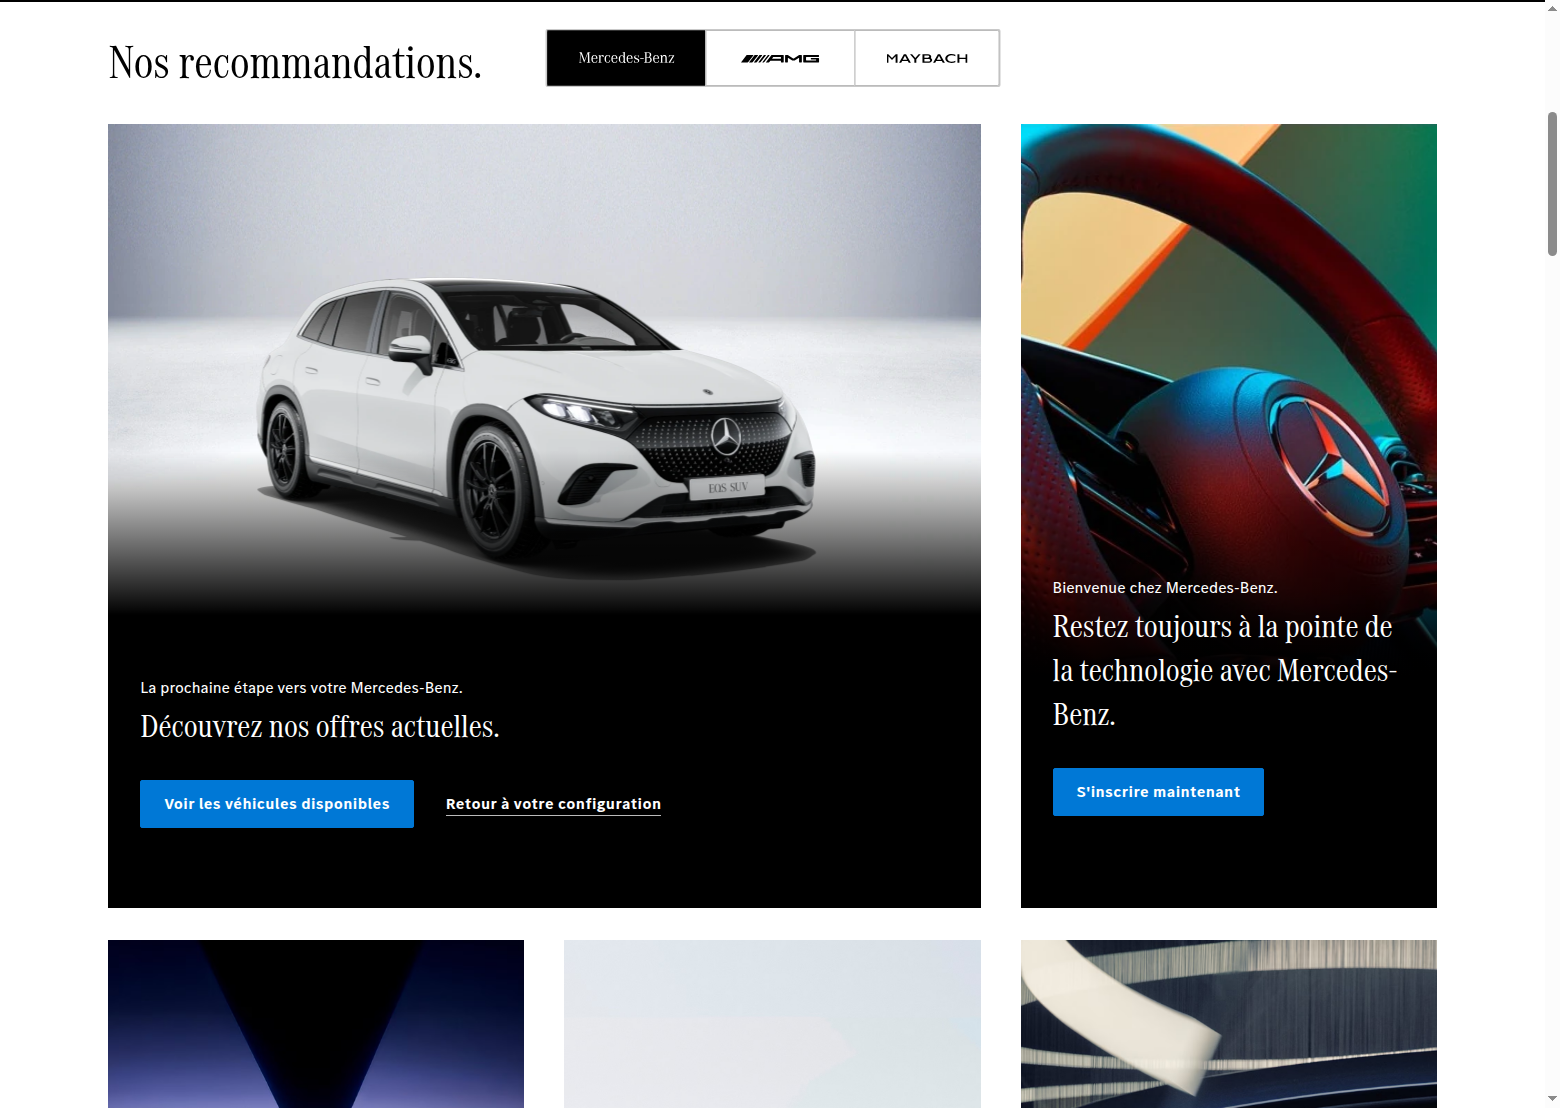 Nos recommandations.
Mercedes-Benz
AMG
MAYBACH
EQS SUV
La prochaine étape vers votre Mercedes-Benz.
Découvrez nos offres actuelles.
Voir les véhicules disponibles
Retour à votre configuration
Bienvenue chez Mercedes-Benz.
Restez toujours à la pointe de
la technologie avec Mercedes-
Benz.
S'inscrire maintenant